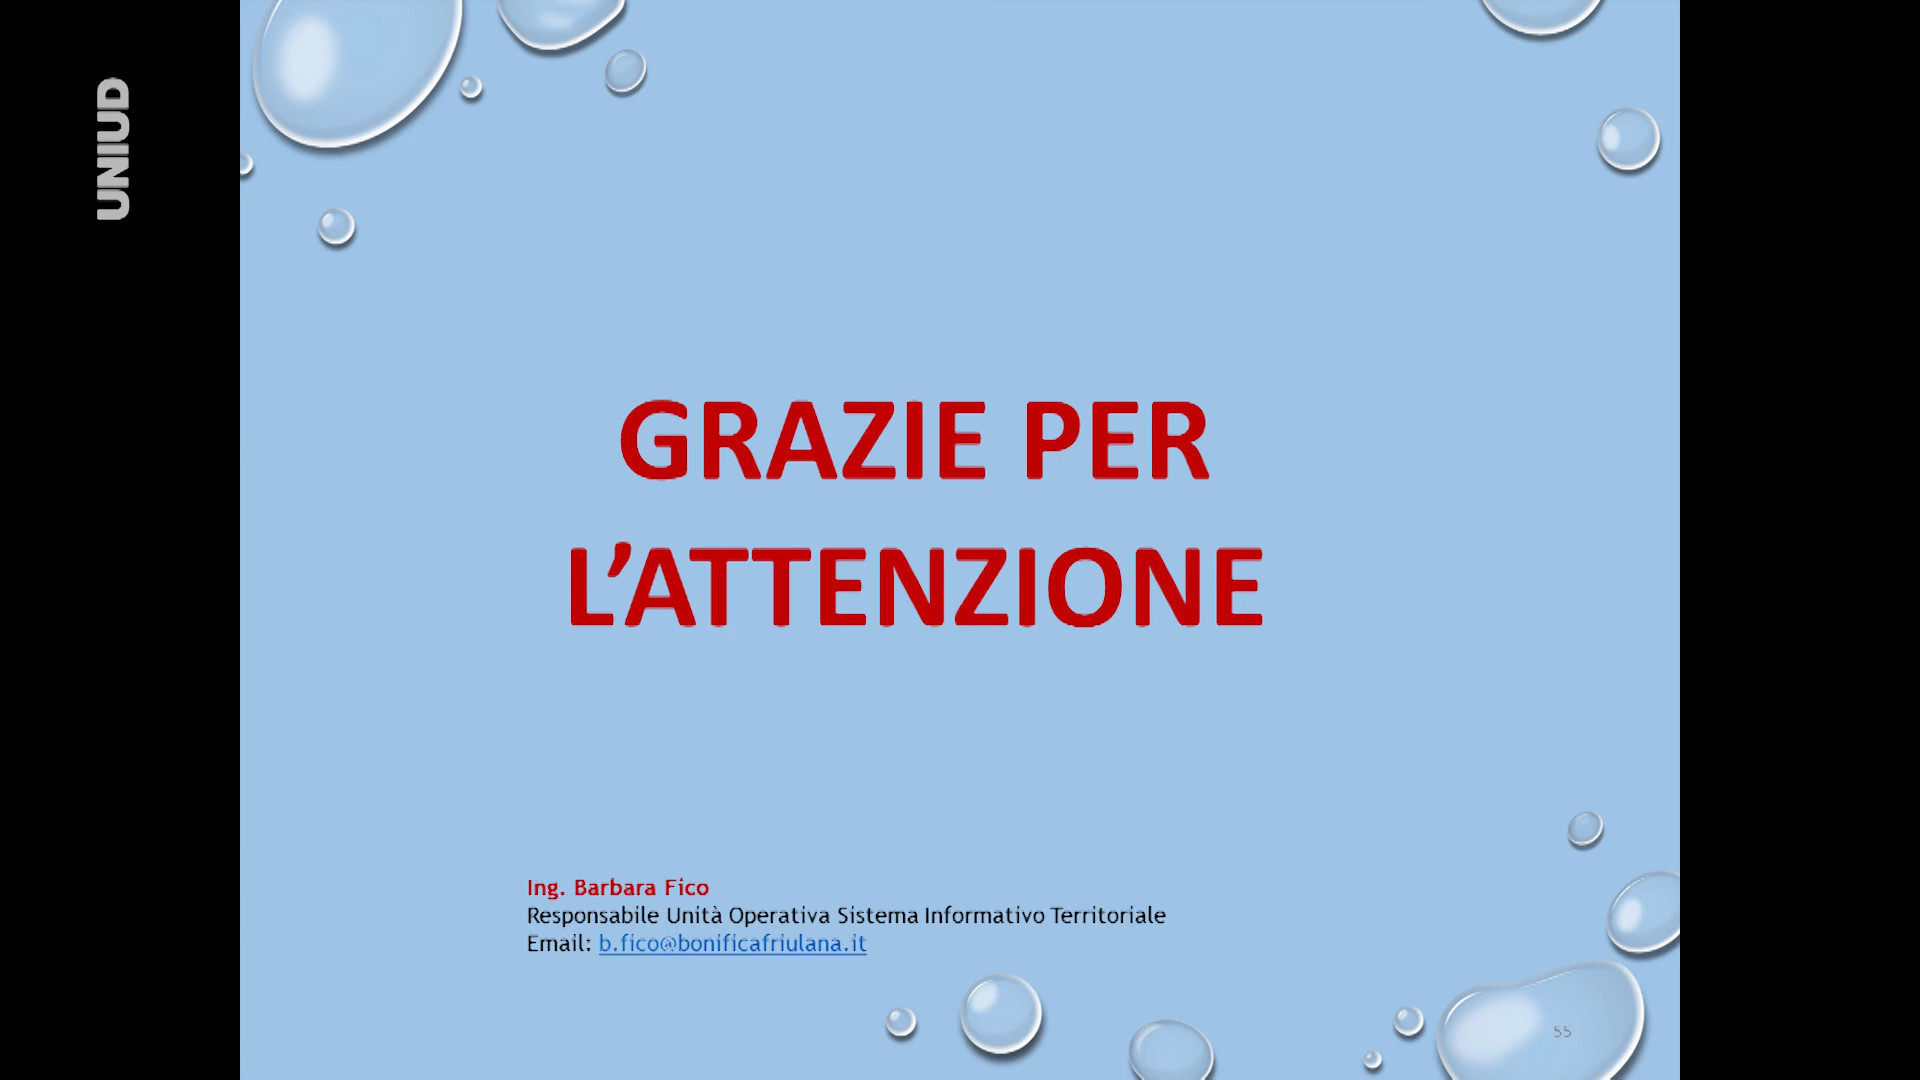 UNIUD
GRAZIE PER
L’ATTENZIONE
Ing. Barbara Fico
Responsabile Unità Operativa Sistema Informativo Territoriale
Email: b.fico@bonificafriulana.it
55